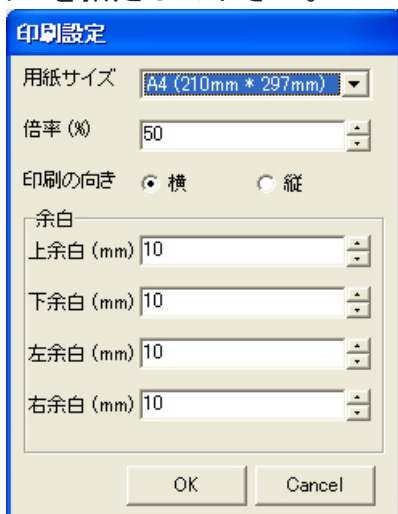 印刷設定
用紙サイズ A4 (210mm * 297mm)
倍率 (%) 50
印刷の向き 横 縦
余白
上余白 (mm) 10
下余白 (mm) 10
左余白 (mm) 10
右余白 (mm) 10
OK Cancel